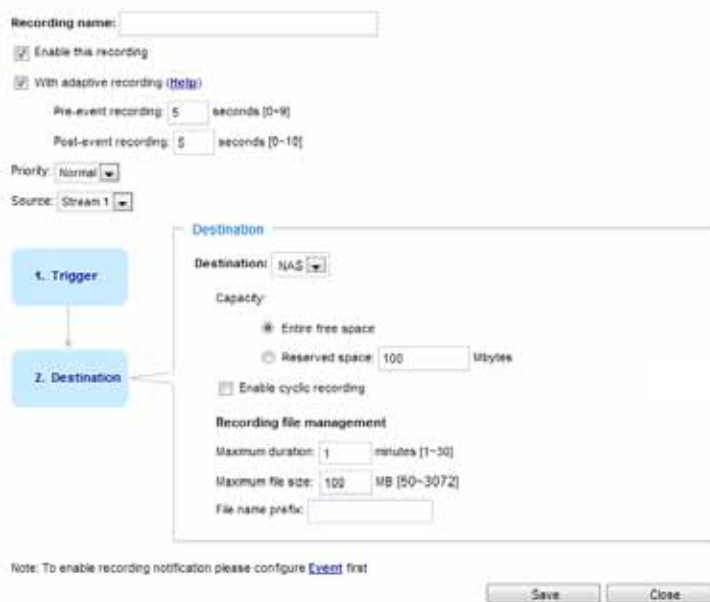 Recording name:
Enable this recording
With adaptive recording (Help)
Pre-event recording: 5 seconds [0~9]
Post-event recording: 5 seconds [0~10]
Priority: Normal
Source: Stream 1
Destination
1. Trigger
Destination: NAS
Capacity:
Entire free space
Reserved space: 100 Mbytes
2. Destination
Enable cyclic recording
Recording file management
Maximum duration: 1 minutes [1~30]
Maximum file size: 100 MB [50~3072]
File name prefix:
Note: To enable recording notification please configure Event first
Save Close